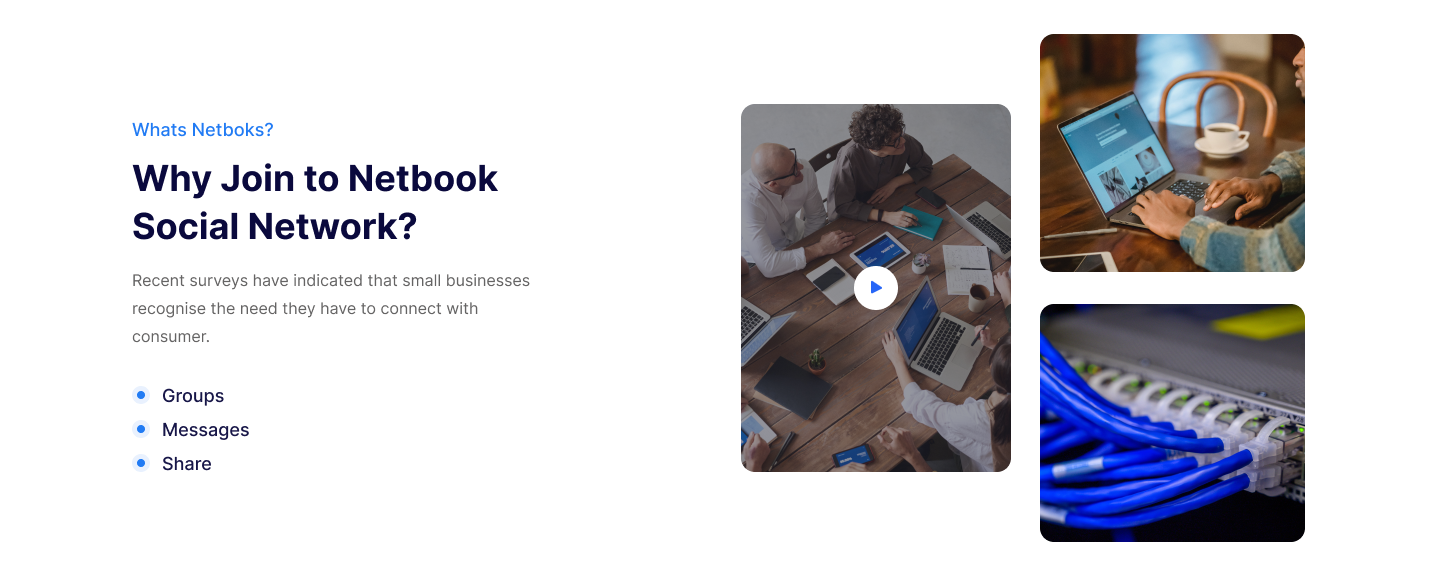 Whats Netboks?
Why Join to Netbook
Social Network?
Recent surveys have indicated that small businesses
recognise the need they have to connect with
consumer.
Groups
Messages
Share